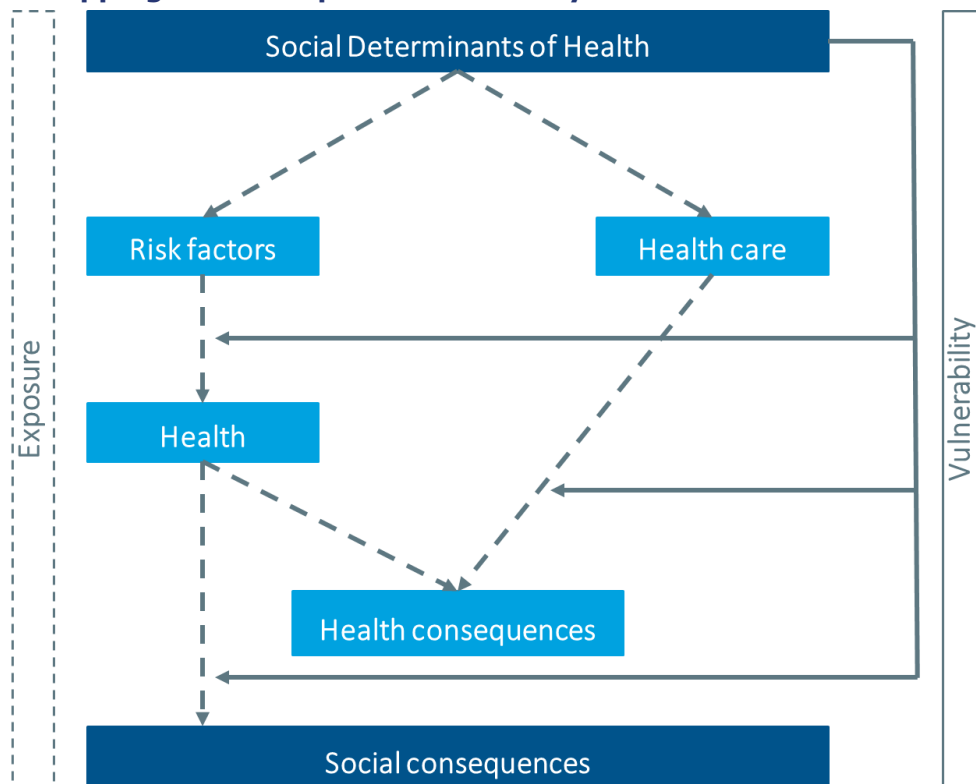 Social Determinants of Health
Risk factors
Health care
Exposure
Vulnerability
Health
Health consequences
Social consequences